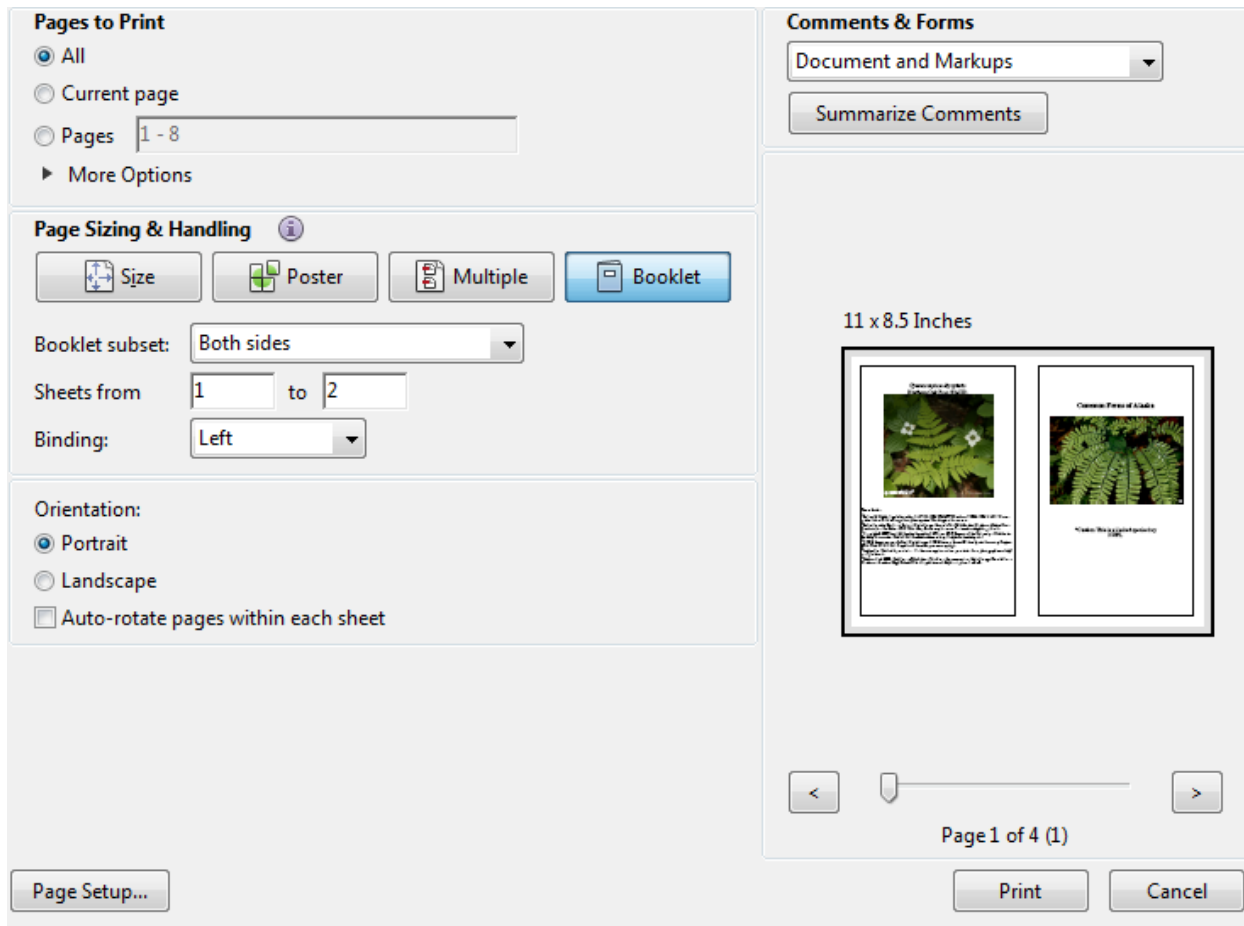 Pages to Print
All
Current page
Pages 1 - 8
More Options
Page Sizing & Handling
Size Poster Multiple Booklet
Booklet subset: Both sides
Sheets from 1 to 2
Binding: Left
Orientation:
Portrait
Landscape
Auto-rotate pages within each sheet
Page Setup...
Comments & Forms
Document and Markups
Summarize Comments
11 x 8.5 Inches
Common Ferns of Alaska
< >
Page 1 of 4 (1)
Print Cancel